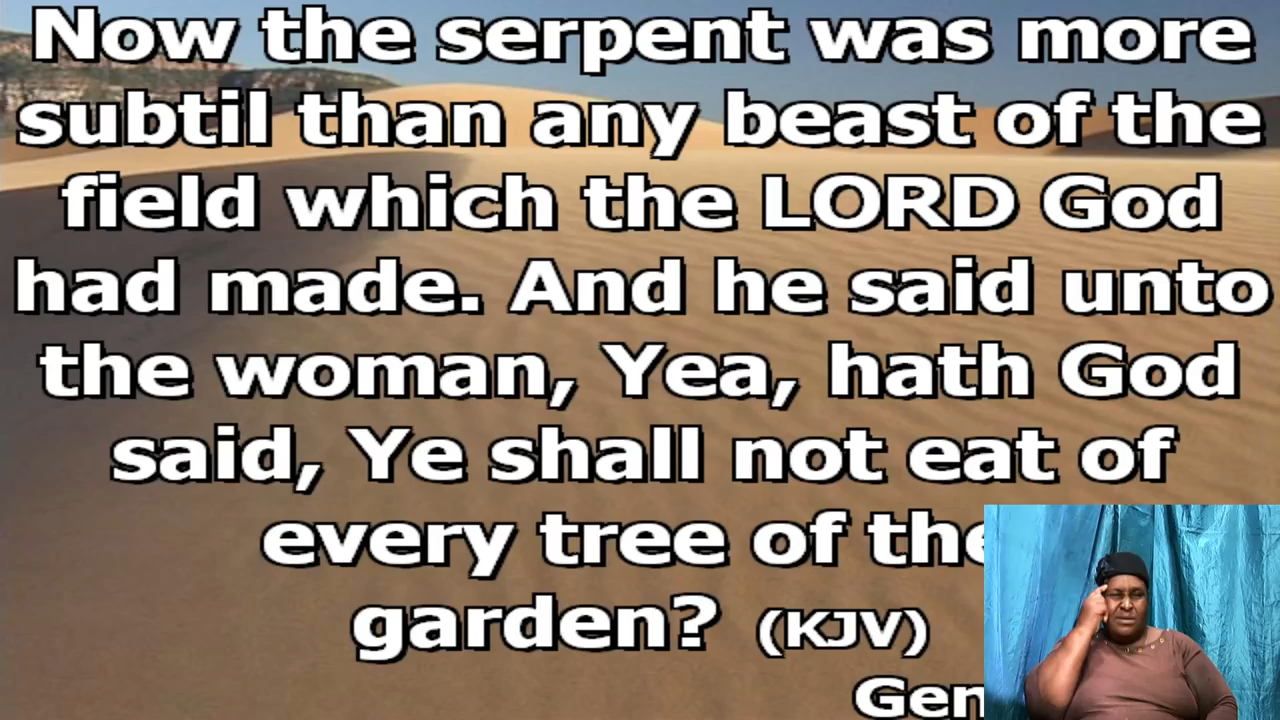 Now the serpent was more
subtil than any beast of the
field which the LORD God
had made. And he said unto
the woman, Yea, hath God
said, Ye shall not eat of
every tree of the
garden? (KJV)
Gen